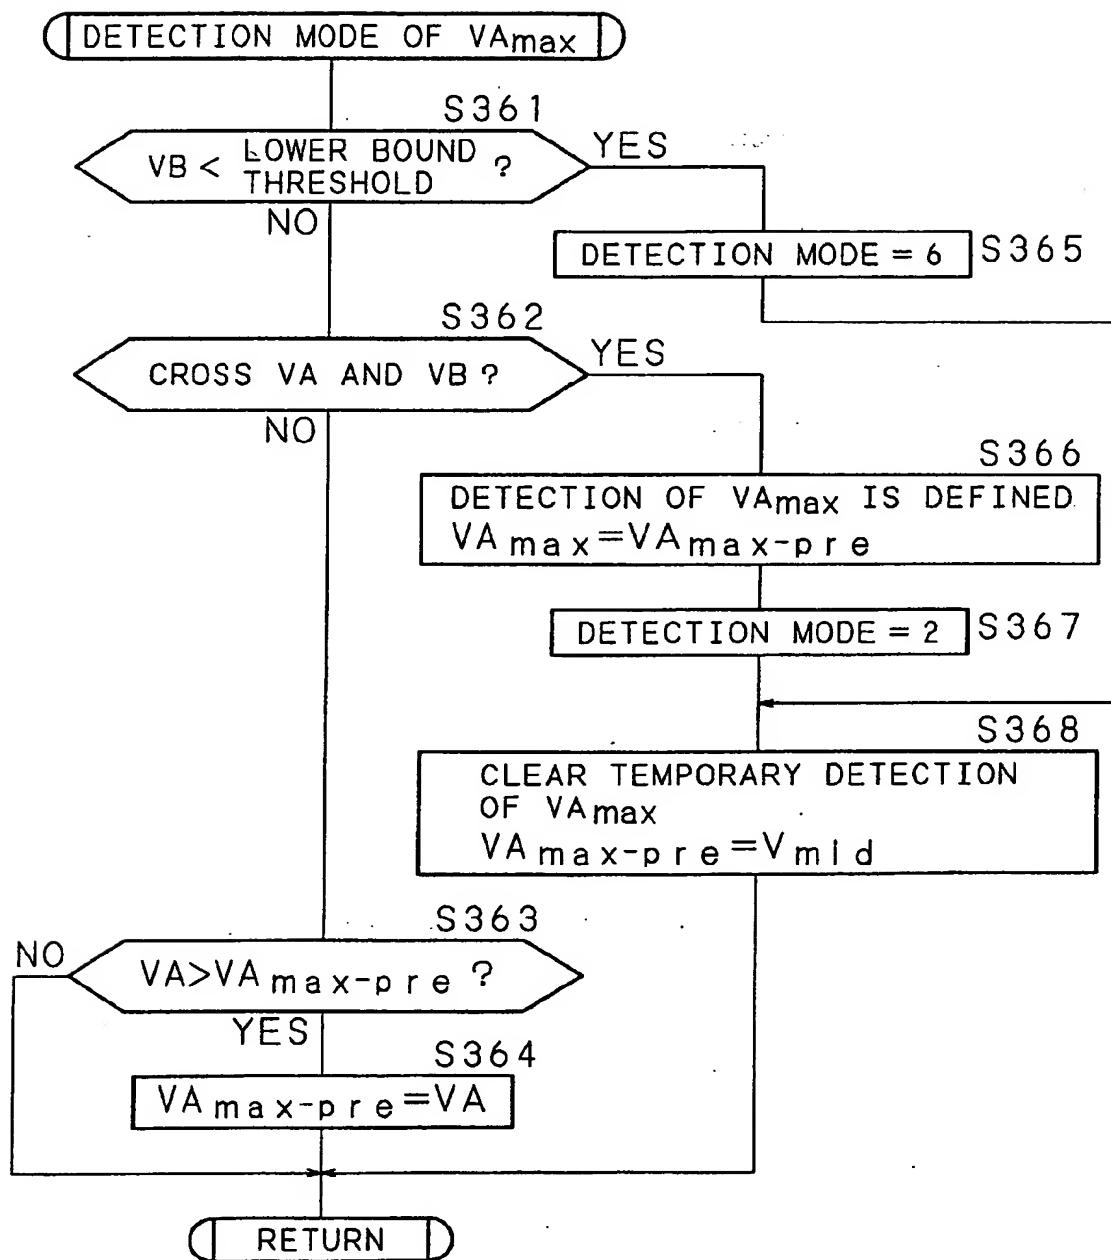 DETECTION MODE OF VAmax
S361
VB < LOWER BOUND THRESHOLD ?
YES
NO
DETECTION MODE = 6
S365
S362
CROSS VA AND VB ?
YES
NO
S366
DETECTION OF VAmax IS DEFINED
VAmax=VAmax-pre
DETECTION MODE = 2
S367
S368
CLEAR TEMPORARY DETECTION
OF VAmax
VAmax-pre=Vmid
S363
NO
VA>VAmax-pre ?
YES
S364
VAmax-pre=VA
RETURN